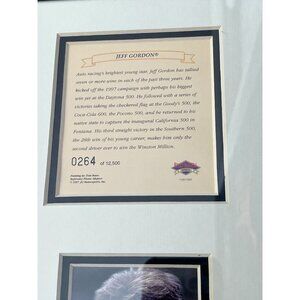 JEFF GORDON®
Auto racing's brightest young star, Jeff Gordon has tallied
seven or more wins in each of the past three years. He
kicked off the 1997 campaign with perhaps his biggest
win yet at the Daytona 500. He followed with a series of
victories taking the checkered flag at the Goody's 500, the
Coca-Cola 600, the Pocono 500, and he returned to his
native state to capture the inaugural California 500 in
Fontana. His third straight victory in the Southern 500,
the 26th win of his young career, makes him only the
second driver ever to win the Winston Million.
0264 of 12,500